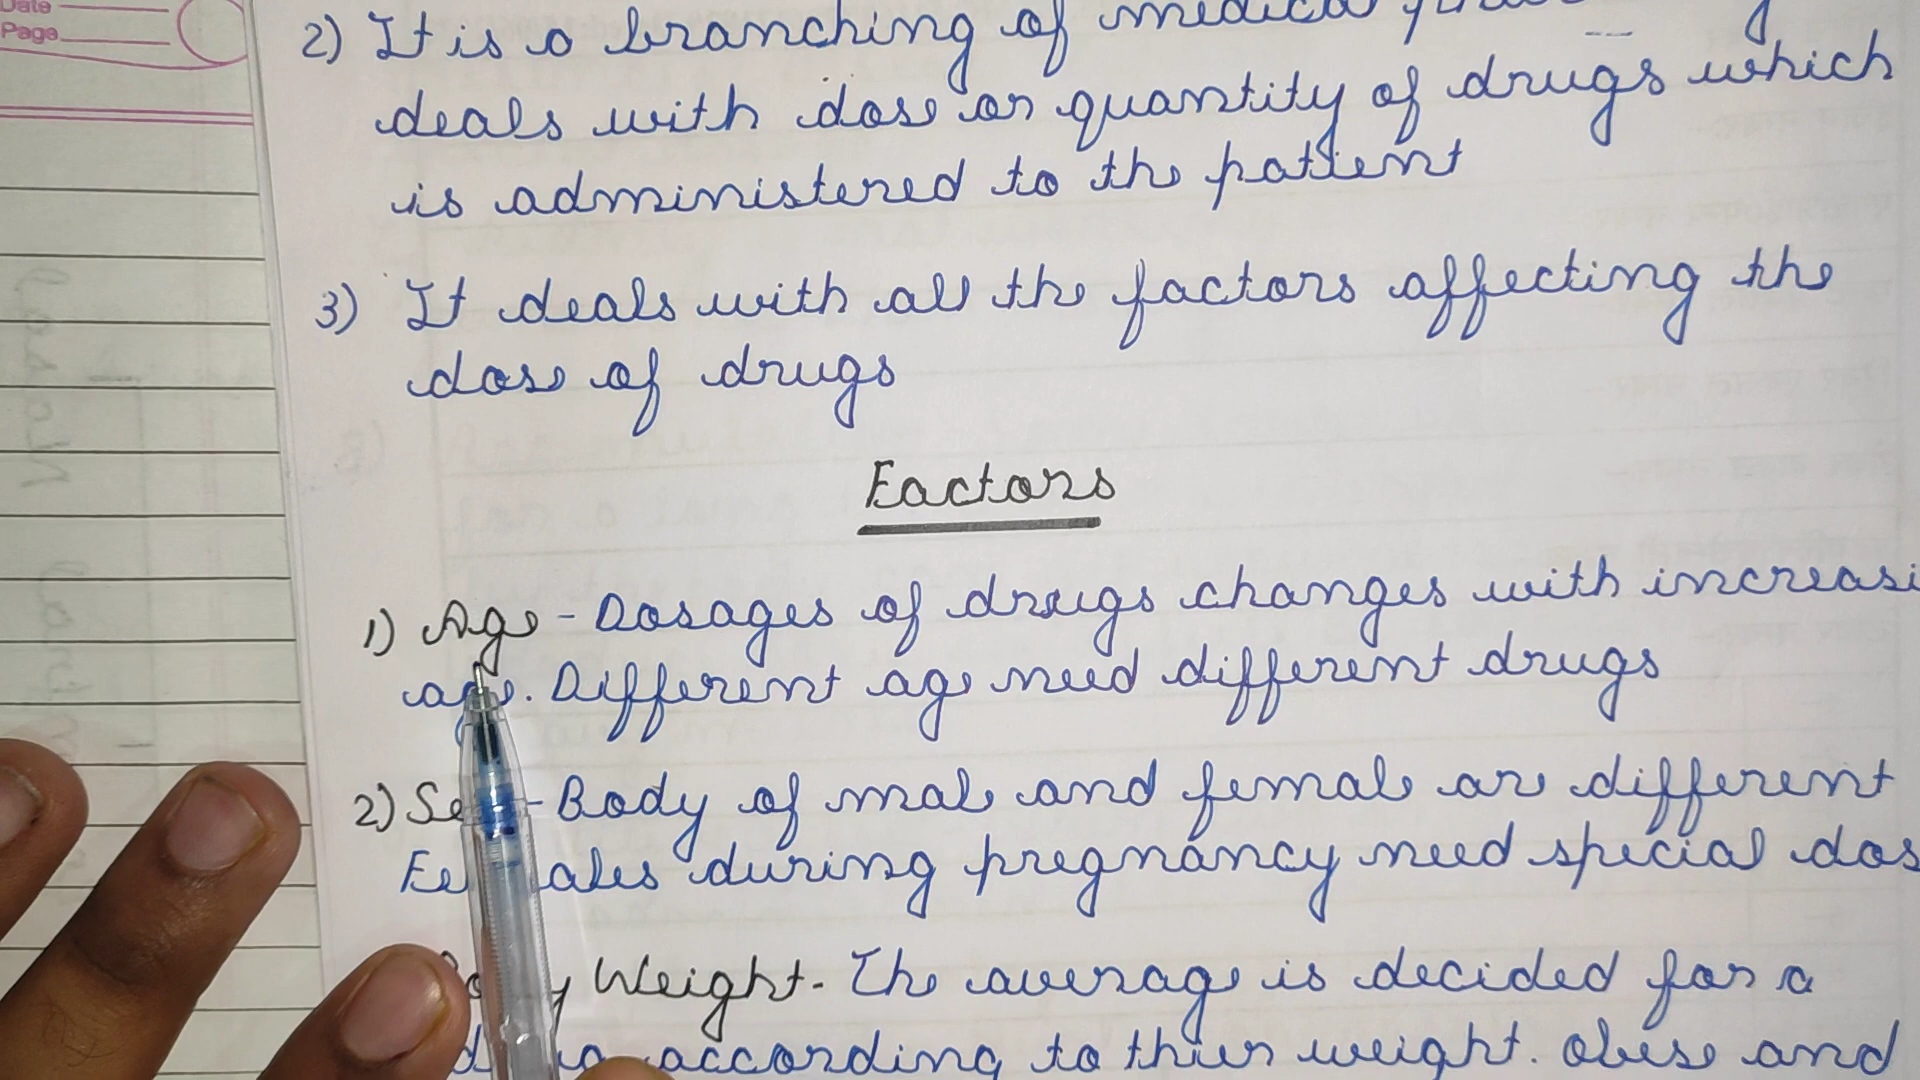 Date
Page
2) It is a branching of medical
deals with dose or quantity of drugs which
is administered to the patient
3) It deals with all the factors affecting the
dose of drugs
Factors
1) Age - Dosages of drugs changes with increasi
age. Different age need different drugs
2) Se - Body of male and female are different
Fe ales during pregnancy need special dos
Body Weight. The average is decided for a
according to thier weight. Obese and